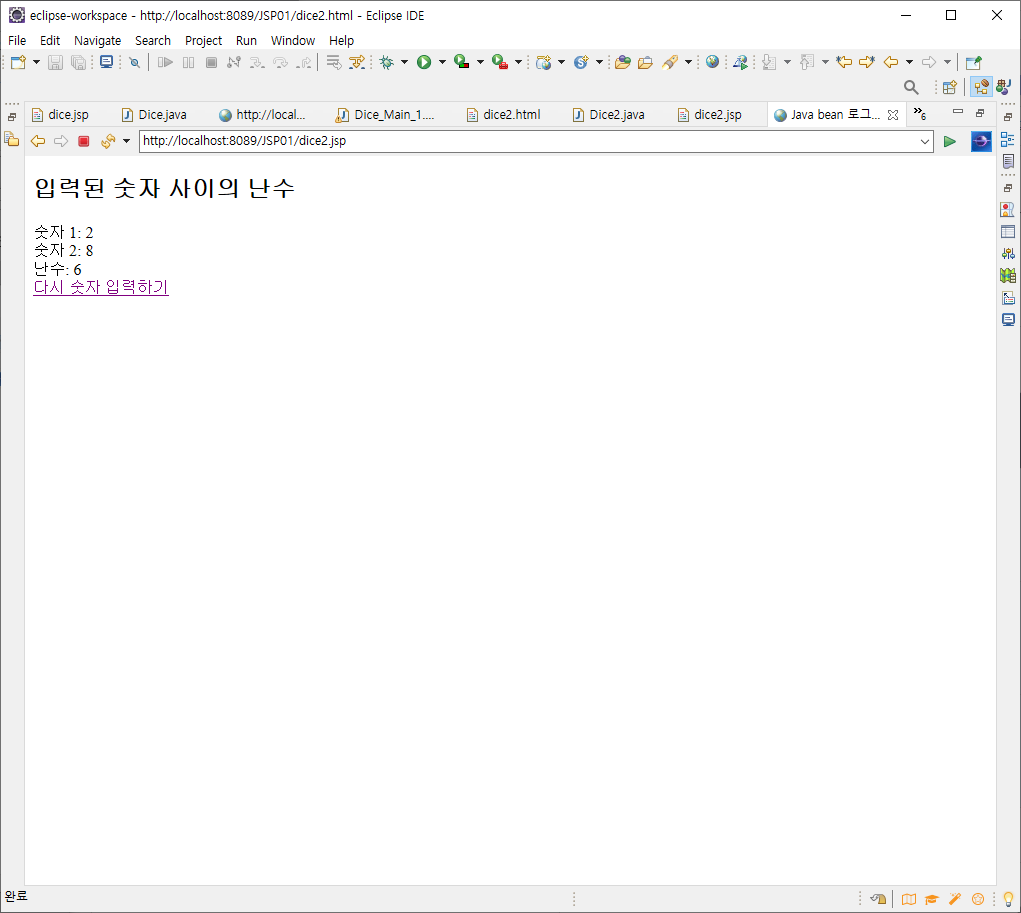 eclipse-workspace - http://localhost:8089/JSP01/dice2.html - Eclipse IDE
File Edit Navigate Search Project Run Window Help
dice.jsp Dice.java http://local... Dice_Main_1.... dice2.html Dice2.java dice2.jsp Java bean 로그... »6
http://localhost:8089/JSP01/dice2.jsp
입력된 숫자 사이의 난수
숫자 1: 2
숫자 2: 8
난수: 6
다시 숫자 입력하기
완료